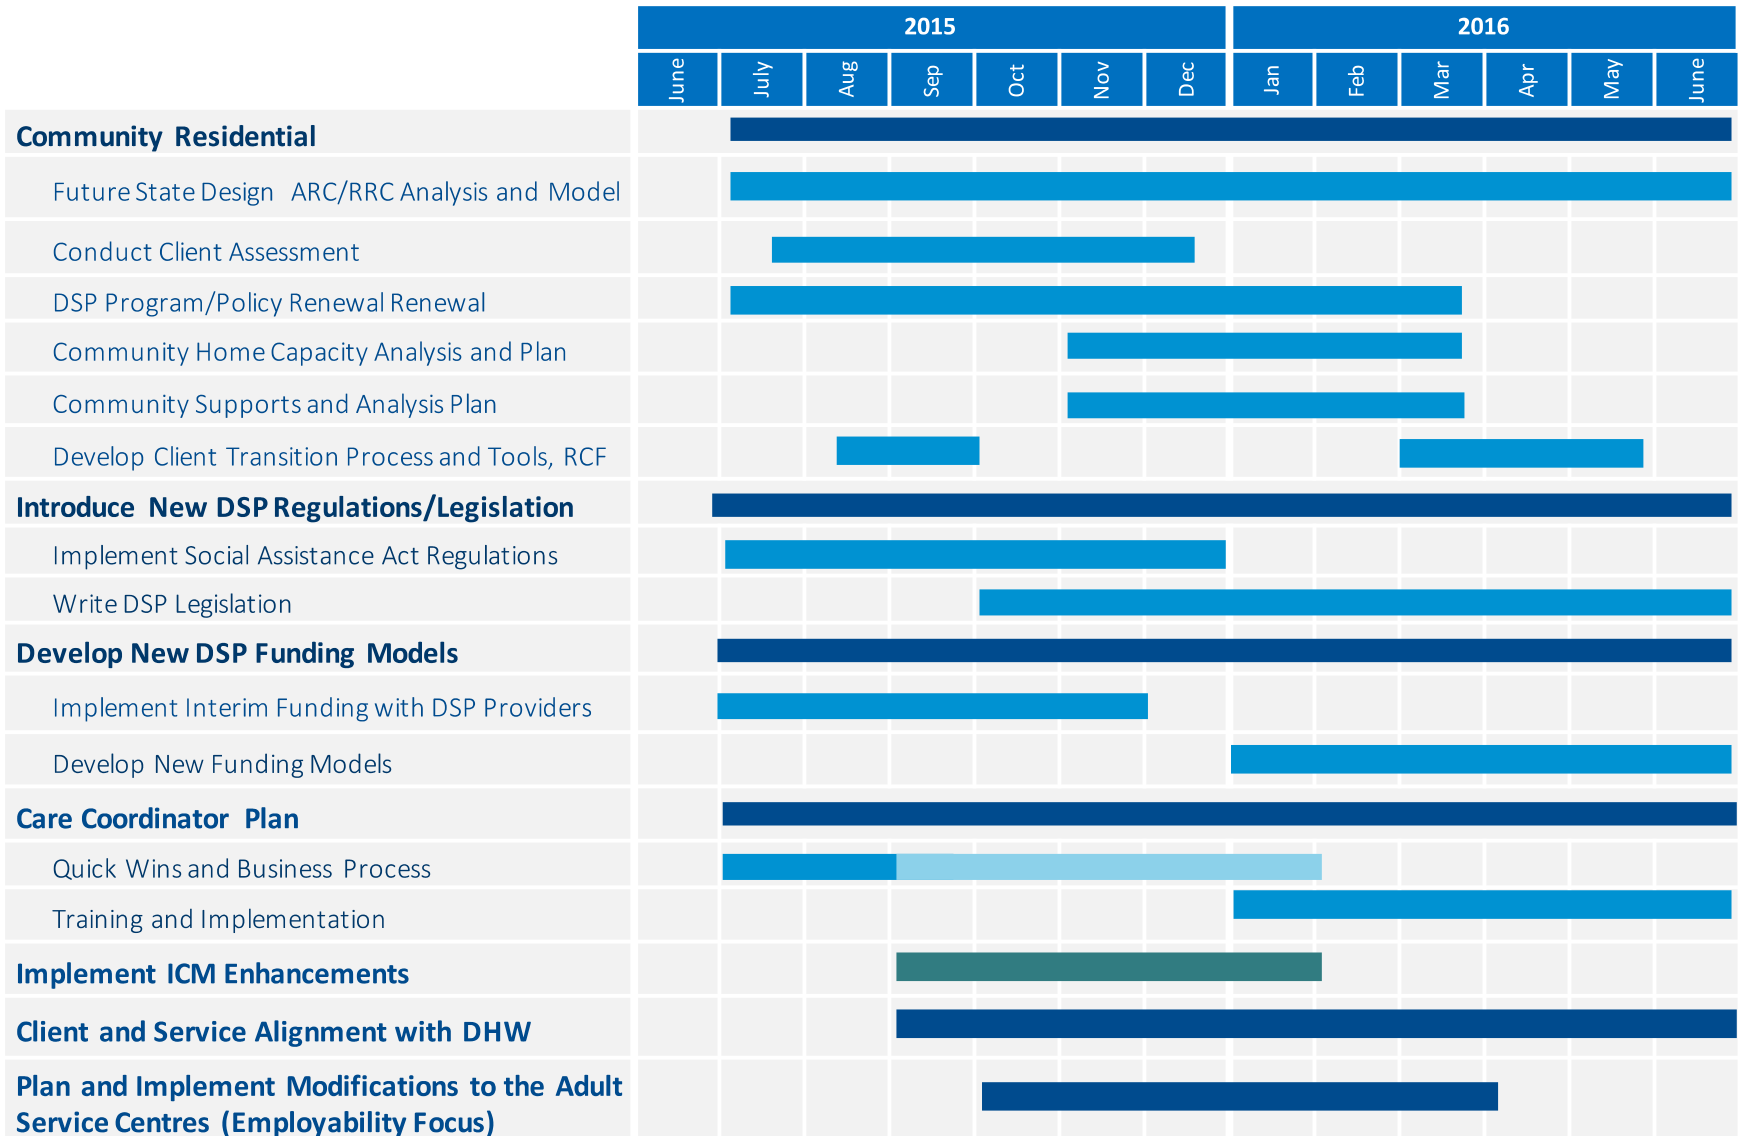 2015 2016
June July Aug Sep Oct Nov Dec Jan Feb Mar Apr May June
Community Residential
Future State Design ARC/RRC Analysis and Model
Conduct Client Assessment
DSP Program/Policy Renewal Renewal
Community Home Capacity Analysis and Plan
Community Supports and Analysis Plan
Develop Client Transition Process and Tools, RCF
Introduce New DSP Regulations/Legislation
Implement Social Assistance Act Regulations
Write DSP Legislation
Develop New DSP Funding Models
Implement Interim Funding with DSP Providers
Develop New Funding Models
Care Coordinator Plan
Quick Wins and Business Process
Training and Implementation
Implement ICM Enhancements
Client and Service Alignment with DHW
Plan and Implement Modifications to the Adult
Service Centres (Employability Focus)